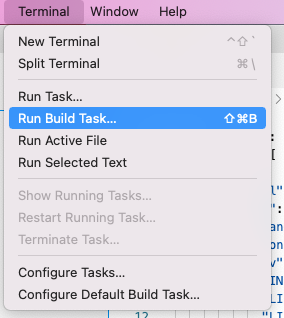 Terminal Window Help
New Terminal ⌃⇧`
Split Terminal ⌘\
Run Task...
Run Build Task... ⇧⌘B
Run Active File
Run Selected Text
Show Running Tasks...
Restart Running Task...
Terminate Task...
Configure Tasks...
Configure Default Build Task...
12